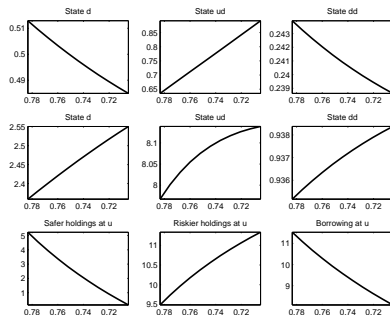 State d
State ud
State dd
0.51
0.5
0.49
0.78 0.76 0.74 0.72
0.85
0.8
0.75
0.7
0.65
0.78 0.76 0.74 0.72
0.243
0.242
0.241
0.24
0.239
0.78 0.76 0.74 0.72
State d
State ud
State dd
2.55
2.5
2.45
2.4
0.78 0.76 0.74 0.72
8.1
8.05
8
0.78 0.76 0.74 0.72
0.938
0.937
0.936
0.78 0.76 0.74 0.72
Safer holdings at u
Riskier holdings at u
Borrowing at u
5
4
3
2
1
0.78 0.76 0.74 0.72
11
10.5
10
9.5
0.78 0.76 0.74 0.72
11
10
9
0.78 0.76 0.74 0.72